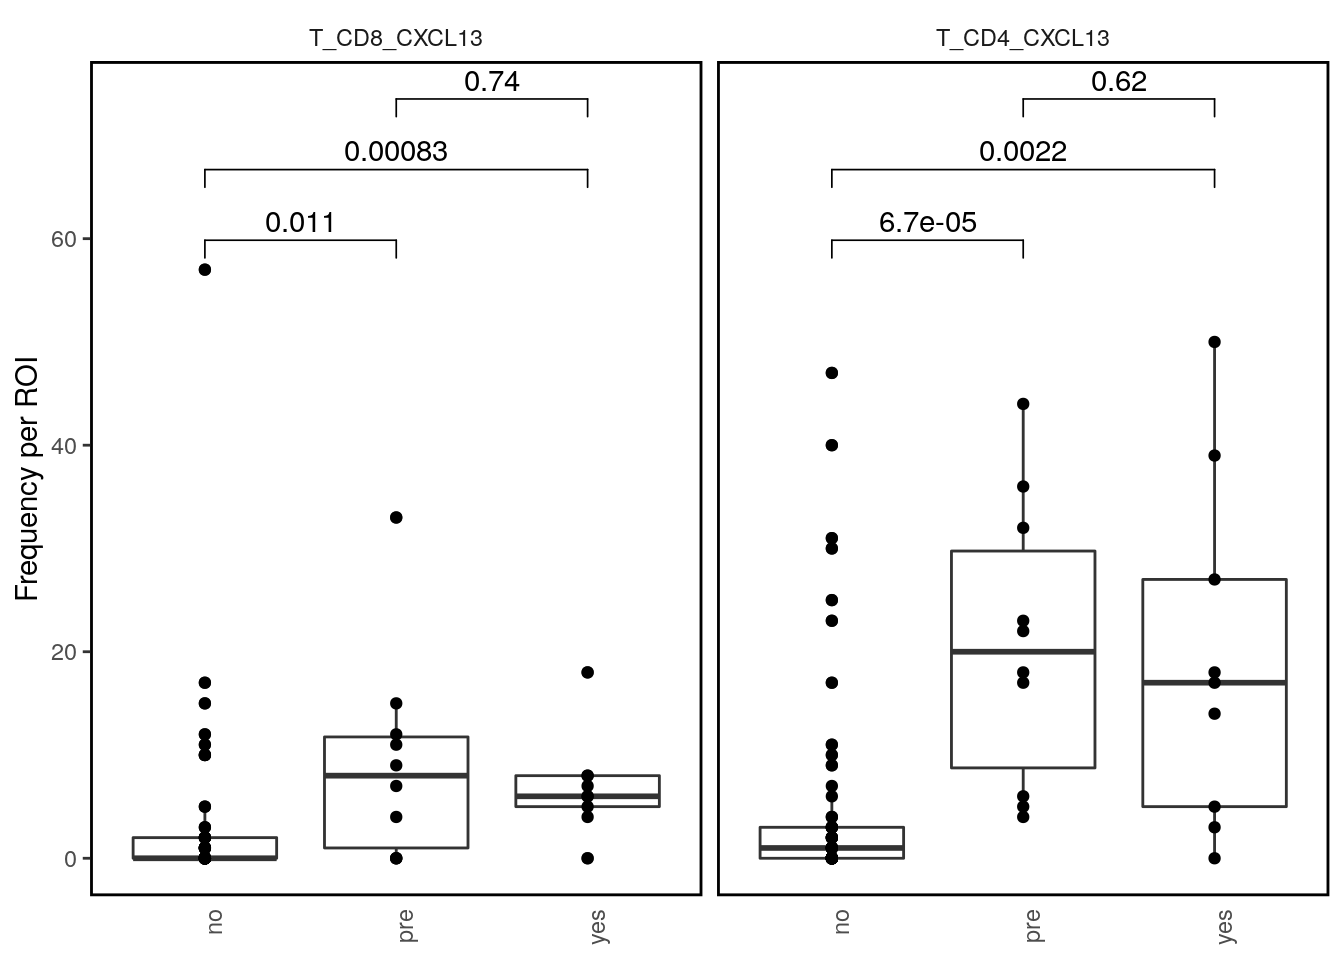 T_CD8_CXCL13
T_CD4_CXCL13
0.74
0.00083
0.011
0.62
0.0022
6.7e-05
Frequency per ROI
60
40
20
0
no
pre
yes
no
pre
yes